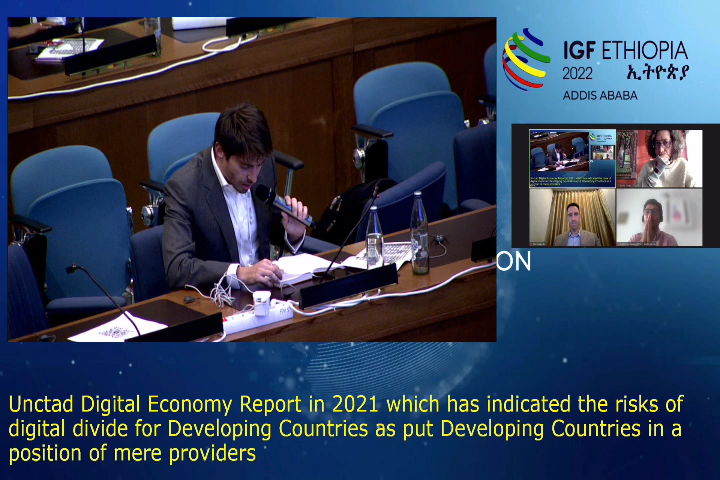 IGF ETHIOPIA
2022 ኢትዮጵያ
ADDIS ABABA
ON
Unctad Digital Economy Report in 2021 which has indicated the risks of
digital divide for Developing Countries as put Developing Countries in a
position of mere providers